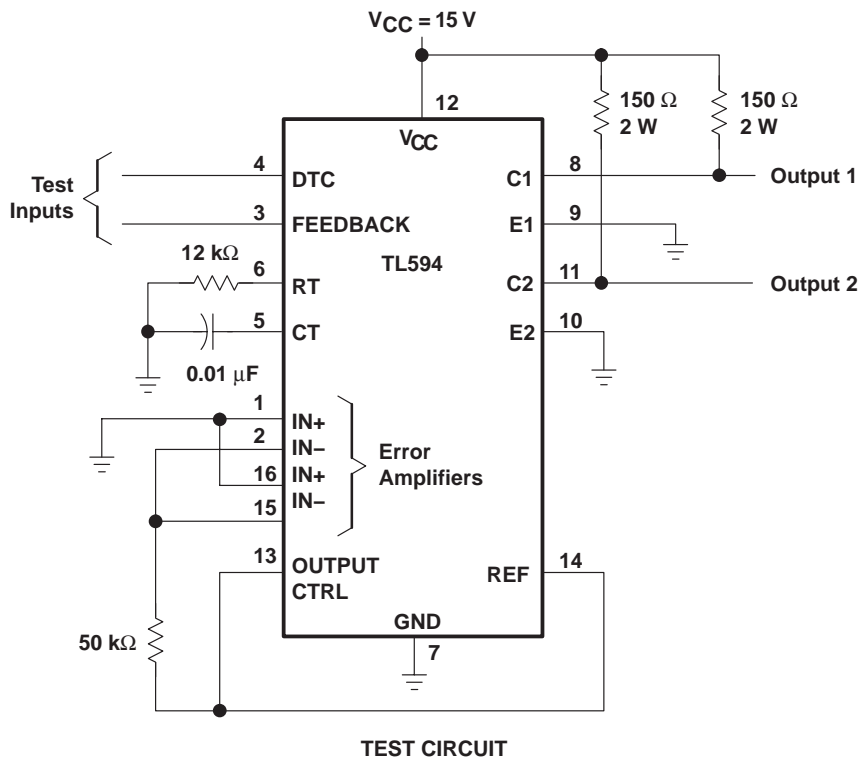 VCC = 15 V
12
VCC
150 Ω
2 W
150 Ω
2 W
Test
Inputs
4
DTC
3
FEEDBACK
12 kΩ
6
RT
5
CT
0.01 μF
TL594
C1
8
Output 1
E1
9
C2
11
Output 2
E2
10
1
IN+
2
IN−
16
IN+
15
IN−
Error
Amplifiers
13
OUTPUT
CTRL
REF
14
50 kΩ
GND
7
TEST CIRCUIT